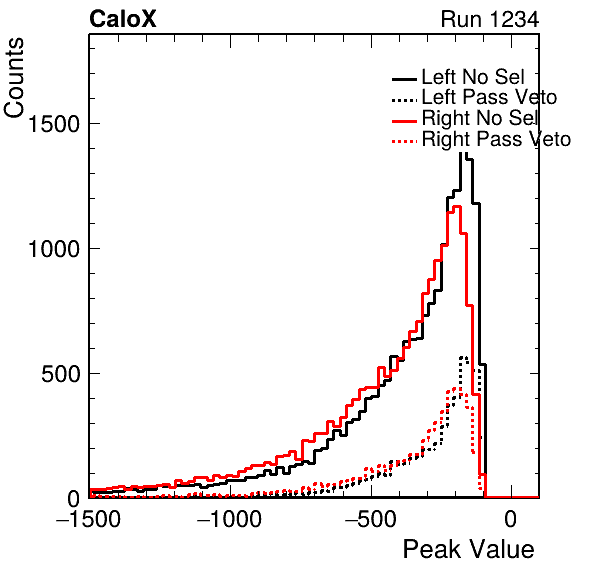 CaloX Run 1234
Counts
Left No Sel
Left Pass Veto
Right No Sel
Right Pass Veto
1500
1000
500
0
−1500 −1000 −500 0
Peak Value